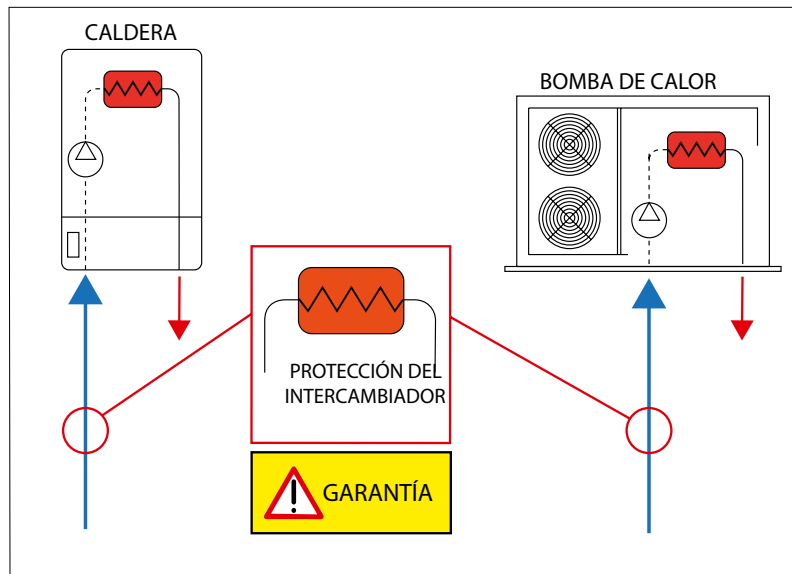 CALDERA
BOMBA DE CALOR
PROTECCIÓN DEL
INTERCAMBIADOR
GARANTÍA